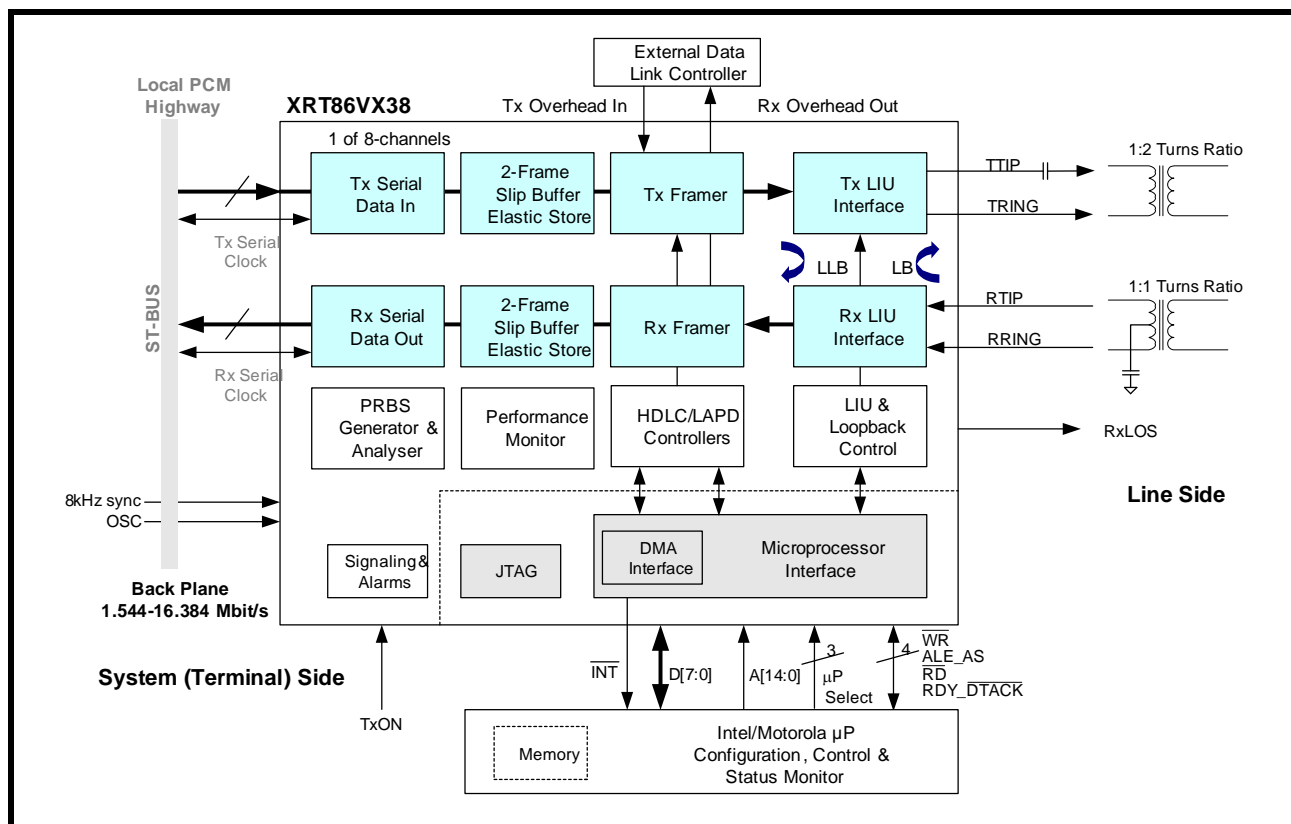 External Data
Link Controller
Local PCM
Highway
XRT86VX38
Tx Overhead In
Rx Overhead Out
1 of 8-channels
Tx Serial
Data In
2-Frame
Slip Buffer
Elastic Store
Tx Framer
Tx LIU
Interface
TTIP
TRING
1:2 Turns Ratio
Tx Serial
Clock
LLB
LB
ST-BUS
Rx Serial
Data Out
2-Frame
Slip Buffer
Elastic Store
Rx Framer
Rx LIU
Interface
RTIP
RRING
1:1 Turns Ratio
Rx Serial
Clock
PRBS
Generator &
Analyser
Performance
Monitor
HDLC/LAPD
Controllers
LIU &
Loopback
Control
RxLOS
8kHz sync
OSC
Line Side
Signaling &
Alarms
JTAG
DMA
Interface
Microprocessor
Interface
Back Plane
1.544-16.384 Mbit/s
System (Terminal) Side
TxON
INT
D[7:0]
A[14:0]
3
µP
Select
4
WR
ALE_AS
RD
RDY_DTACK
Memory
Intel/Motorola µP
Configuration, Control &
Status Monitor